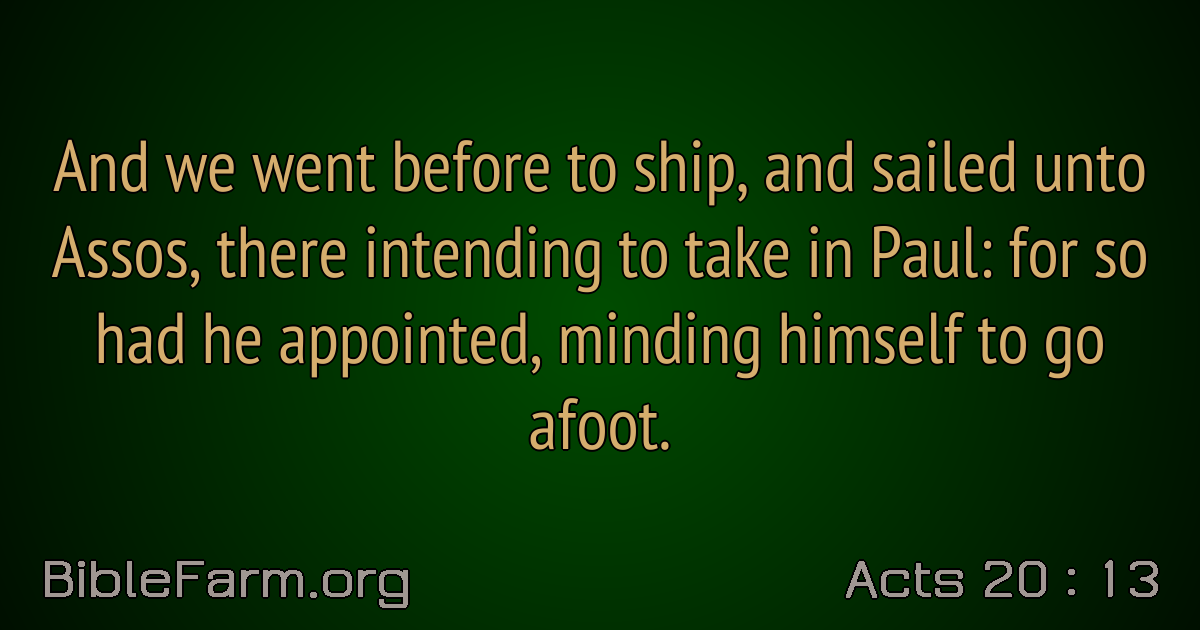 And we went before to ship, and sailed unto
Assos, there intending to take in Paul: for so
had he appointed, minding himself to go
afoot.
BibleFarm.org
Acts 20 : 13